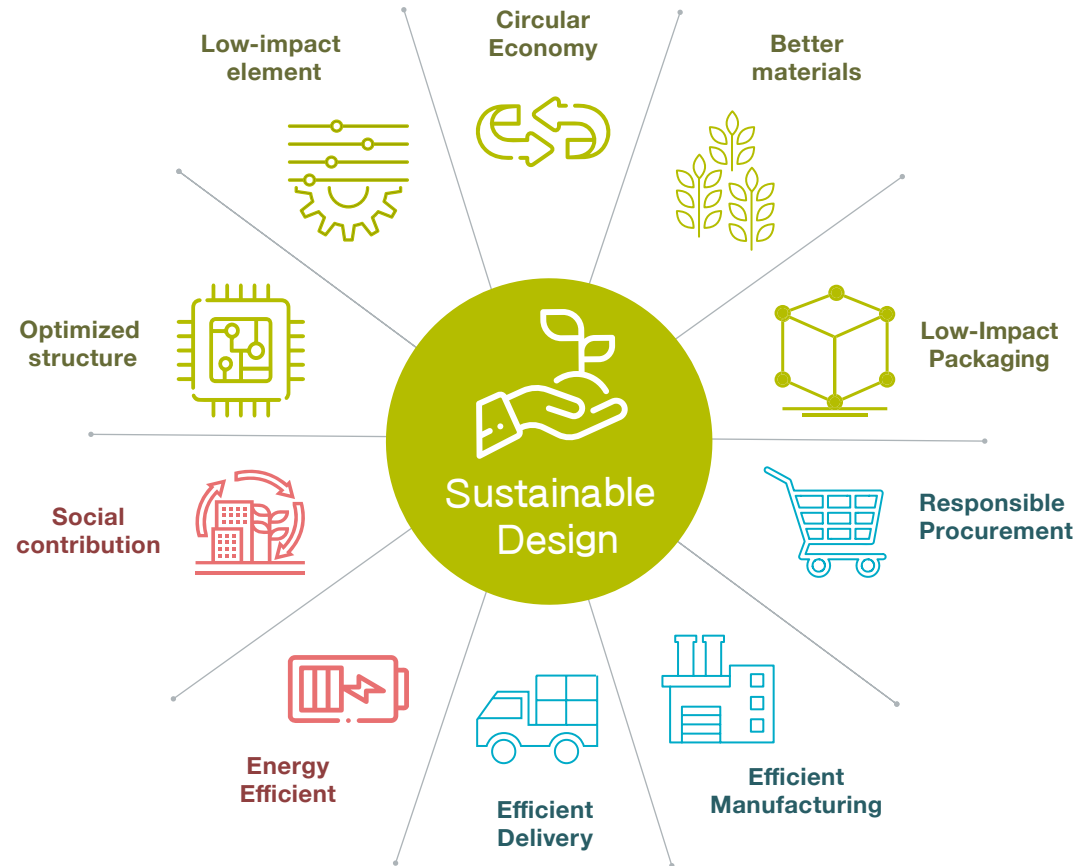 Circular
Economy
Low-impact
element
Better
materials
Optimized
structure
Low-Impact
Packaging
Sustainable
Design
Social
contribution
Responsible
Procurement
Energy
Efficient
Efficient
Delivery
Efficient
Manufacturing